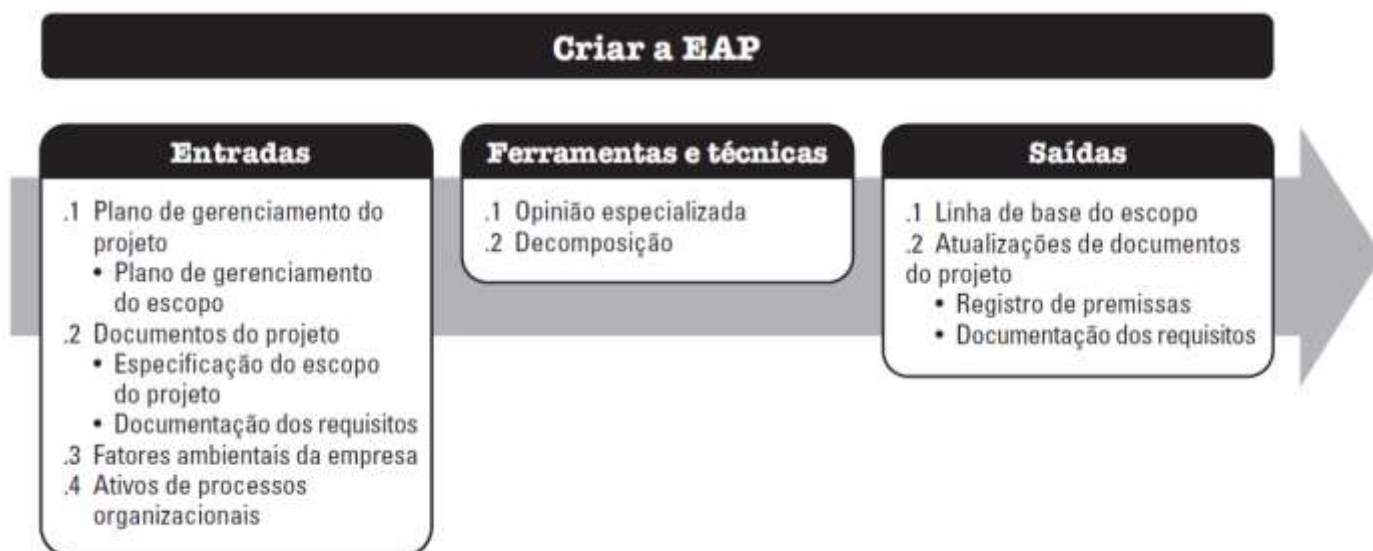 Criar a EAP
Entradas
.1 Plano de gerenciamento do
projeto
• Plano de gerenciamento
do escopo
.2 Documentos do projeto
• Especificação do escopo
do projeto
• Documentação dos requisitos
.3 Fatores ambientais da empresa
.4 Ativos de processos
organizacionais
Ferramentas e técnicas
.1 Opinião especializada
.2 Decomposição
Saídas
.1 Linha de base do escopo
.2 Atualizações de documentos
do projeto
• Registro de premissas
• Documentação dos requisitos